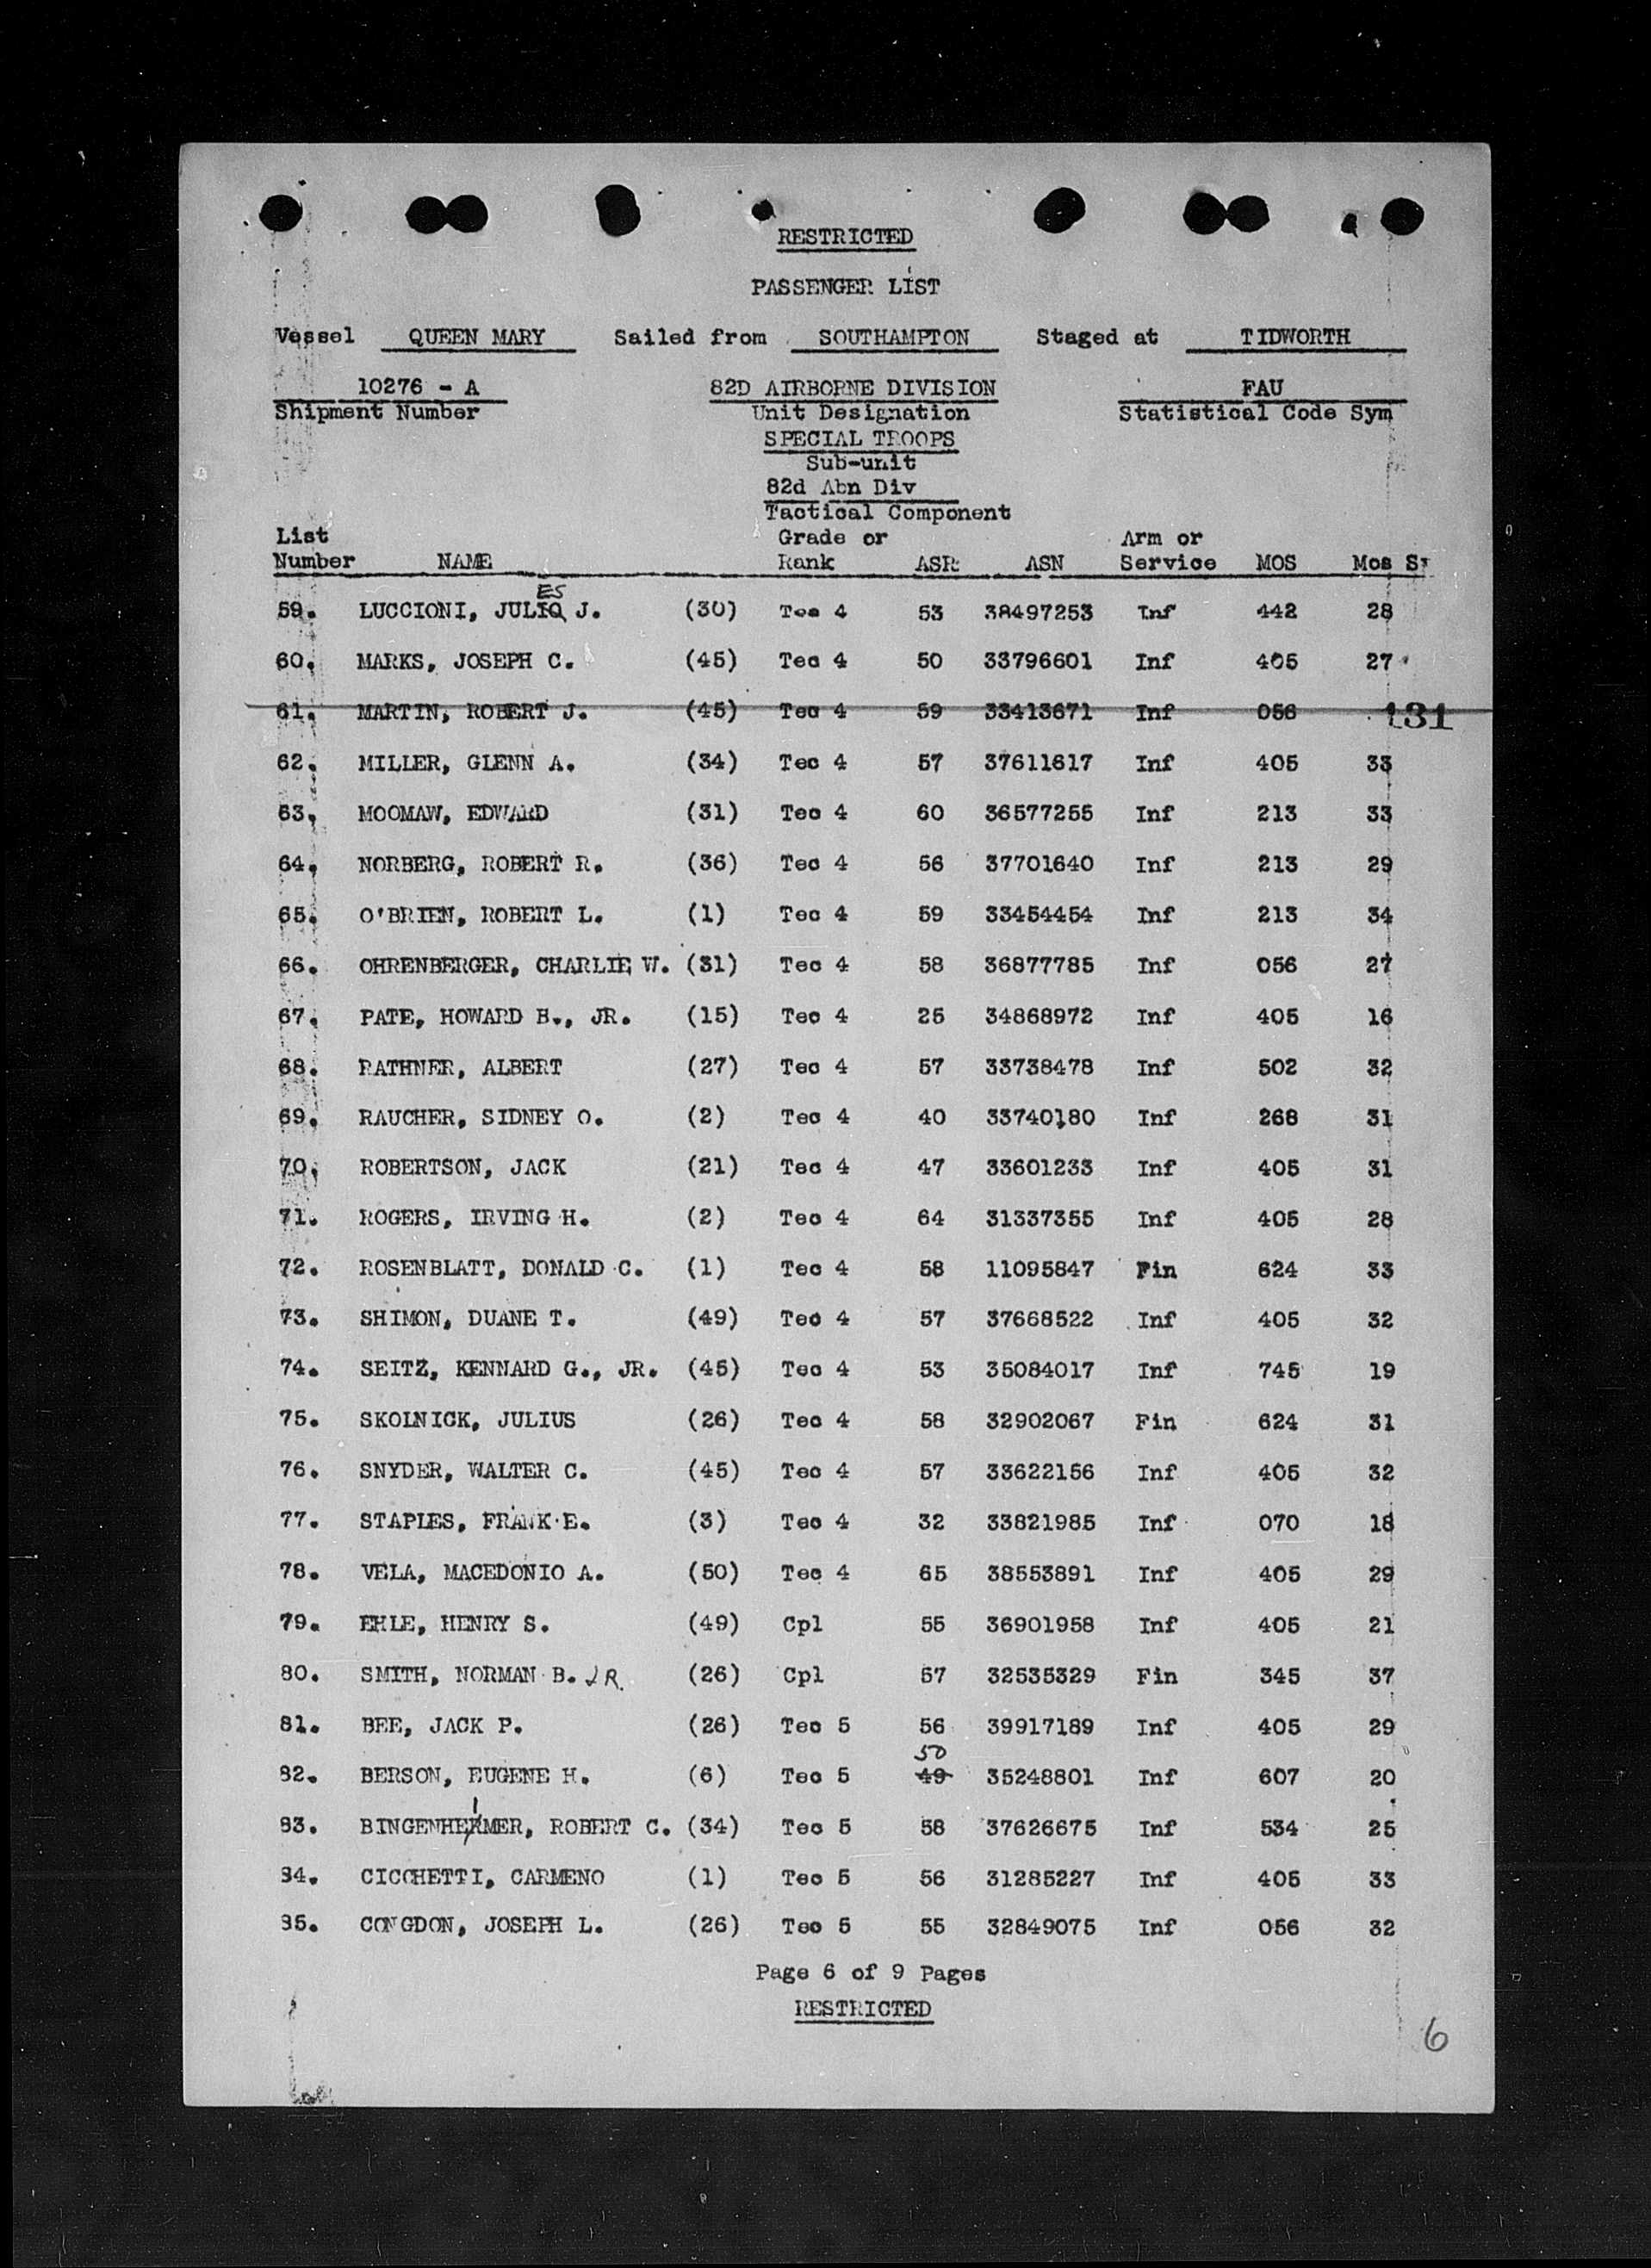 RESTRICTED
PASSENGER LIST
Vessel QUEEN MARY Sailed from SOUTHAMPTON Staged at TIDWORTH
10276 - A 82D AIRBORNE DIVISION FAU
Shipment Number Unit Designation Statistical Code Sym
SPECIAL TROOPS
Sub-unit
82d Abn Div
Tactical Component
List Grade or Arm or
Number NAME Rank ASR ASN Service MOS Mos S
ES
59. LUCCIONI, JULIO J. (30) Tec 4 53 38497253 Inf 442 28
60. MARKS, JOSEPH C. (45) Tec 4 50 33796601 Inf 405 27
61. MARTIN, ROBERT J. (45) Tec 4 59 33413671 Inf 056 131
62. MILLER, GLENN A. (34) Tec 4 57 37611617 Inf 405 33
63. MOOMAW, EDWARD (31) Tec 4 60 36577255 Inf 213 33
64. NORBERG, ROBERT R. (36) Tec 4 56 37701640 Inf 213 29
65. O'BRIEN, ROBERT L. (1) Tec 4 59 33454454 Inf 213 34
66. OHRENBERGER, CHARLIE W. (31) Tec 4 58 36877785 Inf 056 27
67. PATE, HOWARD B., JR. (15) Tec 4 25 34868972 Inf 405 16
68. RATHNER, ALBERT (27) Tec 4 57 33738478 Inf 502 32
69. RAUCHER, SIDNEY O. (2) Tec 4 40 33740180 Inf 268 31
70. ROBERTSON, JACK (21) Tec 4 47 33601233 Inf 405 31
71. ROGERS, IRVING H. (2) Tec 4 64 31337355 Inf 405 28
72. ROSENBLATT, DONALD C. (1) Tec 4 58 11095847 Fin 624 33
73. SHIMON, DUANE T. (49) Tec 4 57 37668522 Inf 405 32
74. SEITZ, KENNARD G., JR. (45) Tec 4 53 35084017 Inf 745 19
75. SKOLNICK, JULIUS (26) Tec 4 58 32902067 Fin 624 31
76. SNYDER, WALTER C. (45) Tec 4 57 33622156 Inf 405 32
77. STAPLES, FRANK E. (3) Tec 4 32 33821985 Inf 070 18
78. VELA, MACEDONIO A. (50) Tec 4 65 38553891 Inf 405 29
79. EHLE, HENRY S. (49) Cpl 55 36901958 Inf 405 21
80. SMITH, NORMAN B. JR. (26) Cpl 57 32535329 Fin 345 37
81. BEE, JACK P. (26) Tec 5 56 39917189 Inf 405 29
50
82. BERSON, EUGENE H. (6) Tec 5 49 35248801 Inf 607 20
83. BINGENHEIMER, ROBERT C. (34) Tec 5 58 37626675 Inf 534 25
84. CICCHETTI, CARMENO (1) Tec 5 56 31285227 Inf 405 33
85. CONGDON, JOSEPH L. (26) Tec 5 55 32849075 Inf 056 32
Page 6 of 9 Pages
RESTRICTED
6